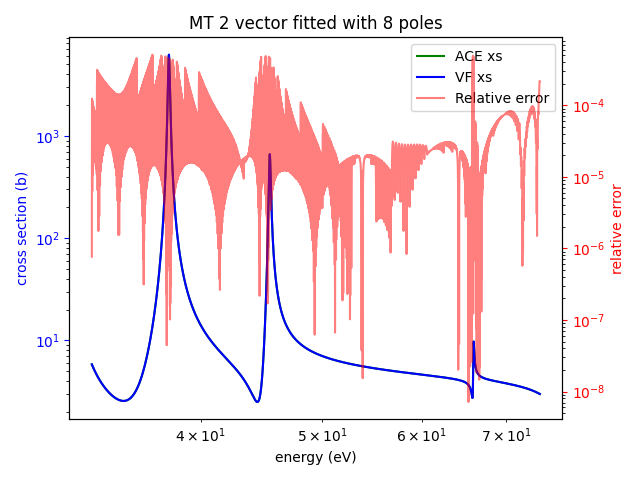 MT 2 vector fitted with 8 poles
ACE xs
VF xs
Relative error
cross section (b)
10³
10²
10¹
relative error
10⁻⁴
10⁻⁵
10⁻⁶
10⁻⁷
10⁻⁸
4 × 10¹
5 × 10¹
6 × 10¹
7 × 10¹
energy (eV)